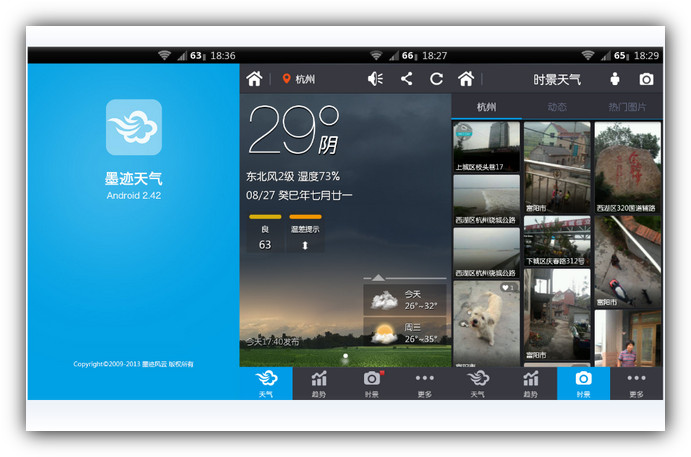 63 18:36
墨迹天气
Android 2.42
Copyright©2009-2013 墨迹风云 版权所有
66 18:27
杭州
29°
阴
东北风2级 湿度73%
08/27 癸巳年七月廿一
良
温差提示
63
今天
26°~32°
周三
26°~35°
今天17:40发布
天气
趋势
时景
更多
65 18:29
时景天气
杭州
动态
热门图片
上城区枝头巷17
西湖区杭州绕城公路
西湖区杭州绕城公路
3
富阳市
富阳市
下城区庆春路312号
富阳市
西湖区320国道辅路
富阳市
天气
趋势
时景
更多